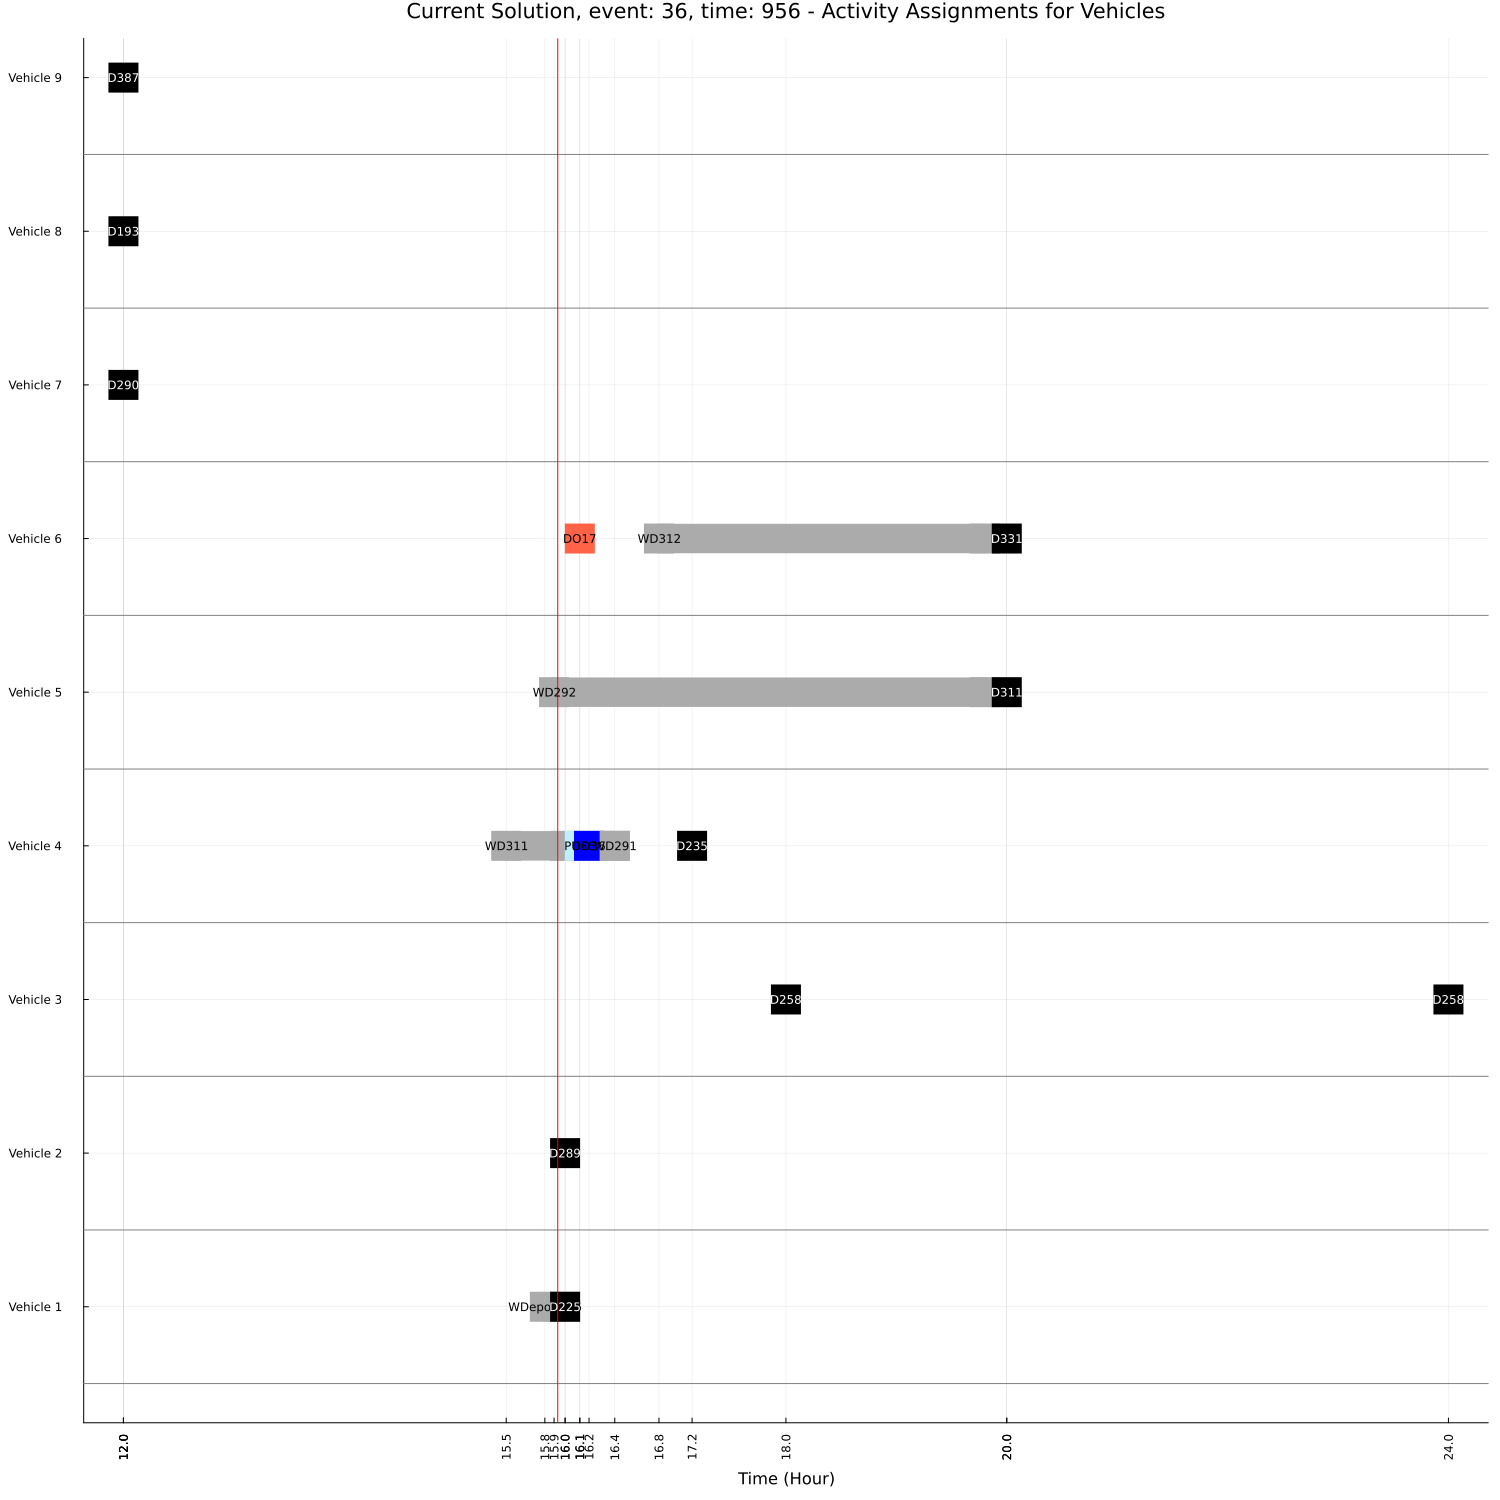 Current Solution, event: 36, time: 956 - Activity Assignments for Vehicles
Vehicle 9
D387
Vehicle 8
D193
Vehicle 7
D290
Vehicle 6
DO17
WD312
D331
Vehicle 5
WD292
D311
Vehicle 4
WD311
D291
D235
Vehicle 3
D258
D258
Vehicle 2
D289
Vehicle 1
WDepo
D225
12.0
15.5
15.8
15.9
16.0
16.1
16.2
16.4
16.8
17.2
18.0
20.0
24.0
Time (Hour)